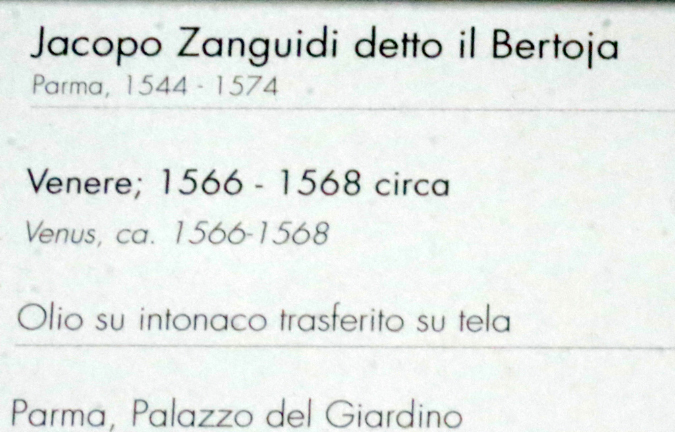 Jacopo Zanguidi detto il Bertoja
Parma, 1544 - 1574
Venere; 1566 - 1568 circa
Venus, ca. 1566-1568
Olio su intonaco trasferito su tela
Parma, Palazzo del Giardino